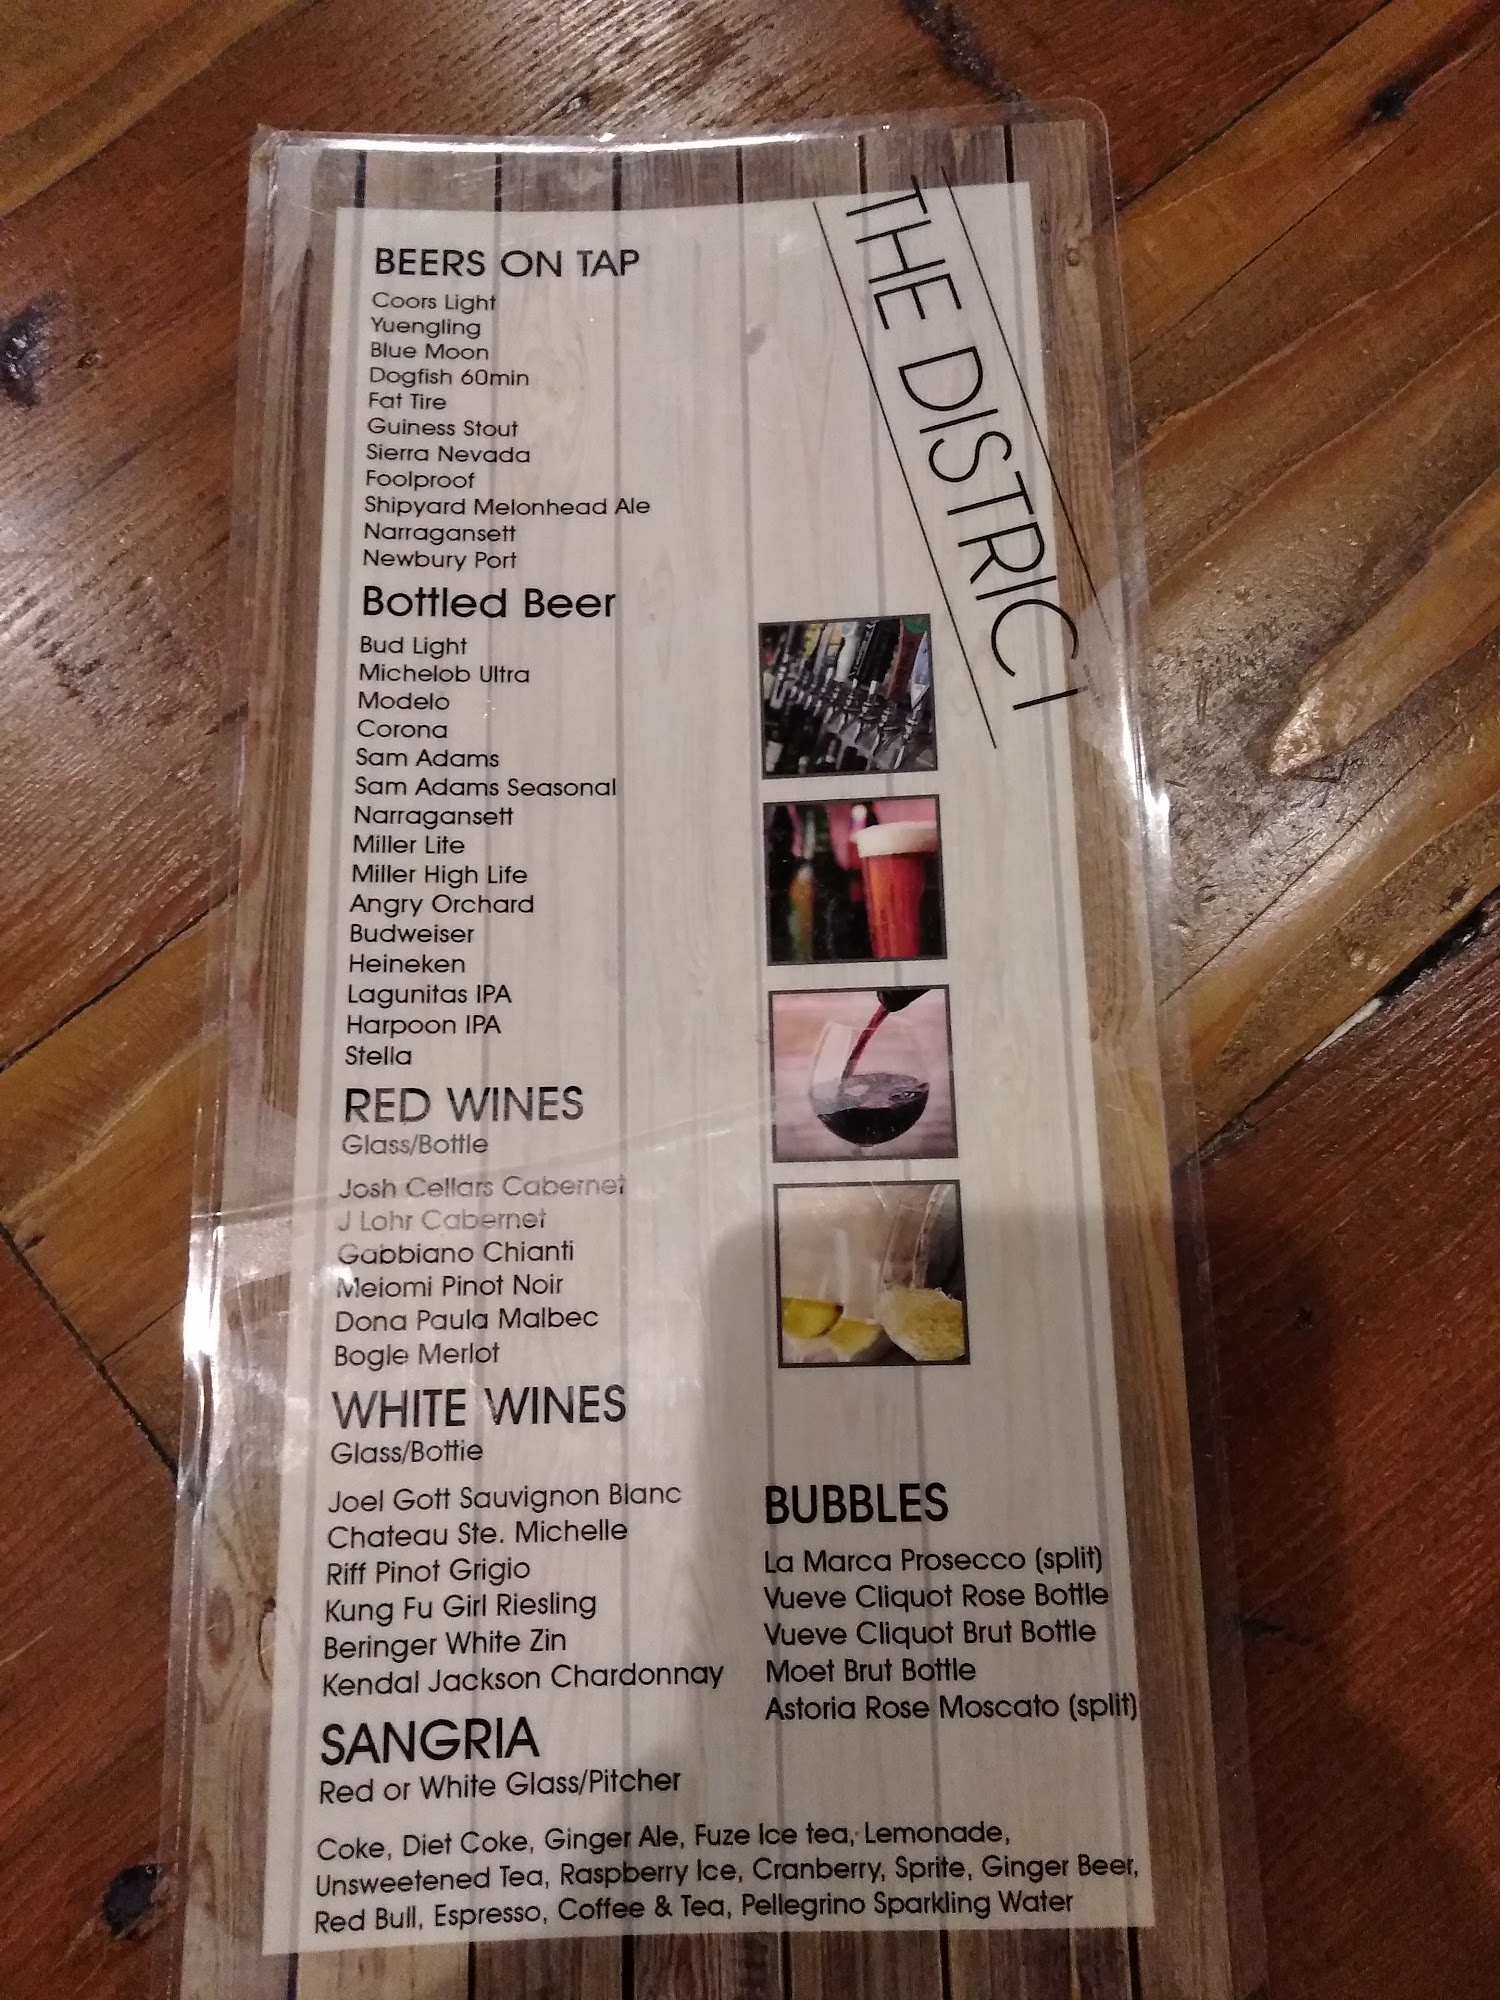 THE DISTRICT
BEERS ON TAP
Coors Light
Yuengling
Blue Moon
Dogfish 60min
Fat Tire
Guiness Stout
Sierra Nevada
Foolproof
Shipyard Melonhead Ale
Narragansett
Newbury Port
Bottled Beer
Bud Light
Michelob Ultra
Modelo
Corona
Sam Adams
Sam Adams Seasonal
Narragansett
Miller Lite
Miller High Life
Angry Orchard
Budweiser
Heineken
Lagunitas IPA
Harpoon IPA
Stella
RED WINES
Glass/Bottle
Josh Cellars Cabernet
J Lohr Cabernet
Gabbiano Chianti
Meiomi Pinot Noir
Dona Paula Malbec
Bogle Merlot
WHITE WINES
Glass/Bottle
Joel Gott Sauvignon Blanc
Chateau Ste. Michelle
Riff Pinot Grigio
Kung Fu Girl Riesling
Beringer White Zin
Kendal Jackson Chardonnay
BUBBLES
La Marca Prosecco (split)
Vueve Cliquot Rose Bottle
Vueve Cliquot Brut Bottle
Moet Brut Bottle
Astoria Rose Moscato (split)
SANGRIA
Red or White Glass/Pitcher
Coke, Diet Coke, Ginger Ale, Fuze Ice tea, Lemonade,
Unsweetened Tea, Raspberry Ice, Cranberry, Sprite, Ginger Beer,
Red Bull, Espresso, Coffee & Tea, Pellegrino Sparkling Water